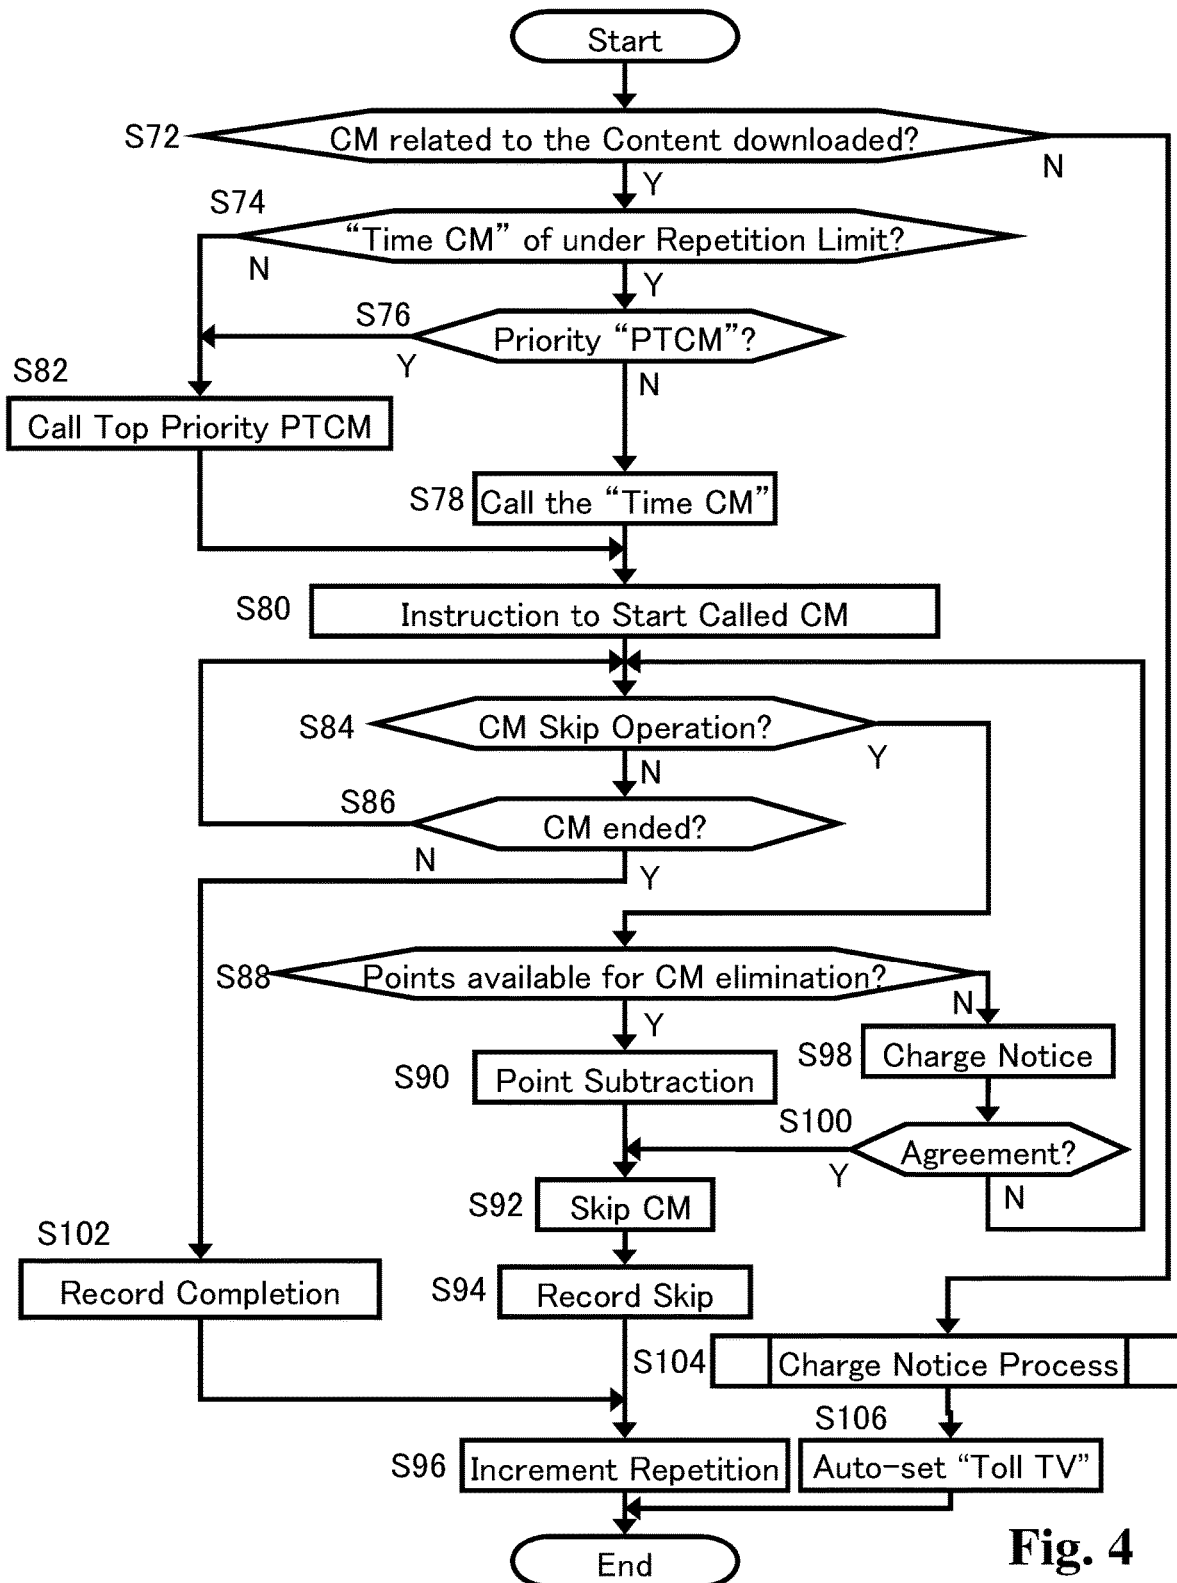 Start
S72
CM related to the Content downloaded?
N
Y
S74
“Time CM” of under Repetition Limit?
N
Y
S76
Priority “PTCM”?
Y
N
S82
Call Top Priority PTCM
S78
Call the “Time CM”
S80
Instruction to Start Called CM
S84
CM Skip Operation?
Y
N
S86
CM ended?
N
Y
S88
Points available for CM elimination?
N
Y
S98
Charge Notice
S90
Point Subtraction
S100
Agreement?
Y
N
S92
Skip CM
S102
Record Completion
S94
Record Skip
S104
Charge Notice Process
S106
S96
Increment Repetition
Auto-set “Toll TV”
End
Fig. 4